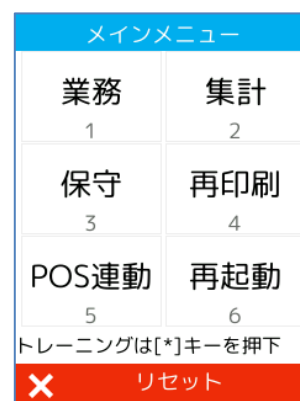 メインメニュー
業務 集計
1 2
保守 再印刷
3 4
POS連動 再起動
5 6
トレーニングは[*]キーを押下
リセット